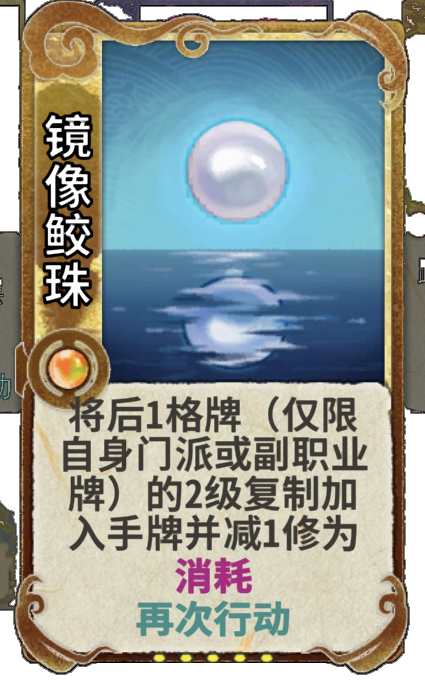 镜像鲛珠
将后1格牌（仅限
自身门派或副职业
牌）的2级复制加
入手牌并减1修为
消耗
再次行动